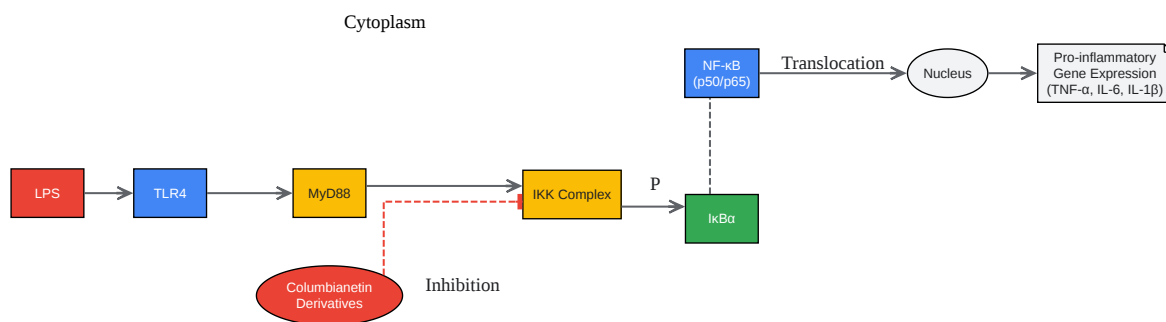 Cytoplasm
NF-κB
(p50/p65)
Translocation
Nucleus
Pro-inflammatory
Gene Expression
(TNF-α, IL-6, IL-1β)
LPS
TLR4
MyD88
IKK Complex
P
IκBα
Columbianetin
Derivatives
Inhibition